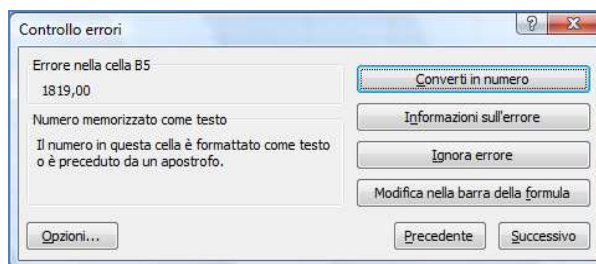 Controllo errori
Errore nella cella B5
1819,00
Numero memorizzato come testo
Il numero in questa cella è formattato come testo
o è preceduto da un apostrofo.
Converti in numero
Informazioni sull'errore
Ignora errore
Modifica nella barra della formula
Opzioni...
Precedente
Successivo